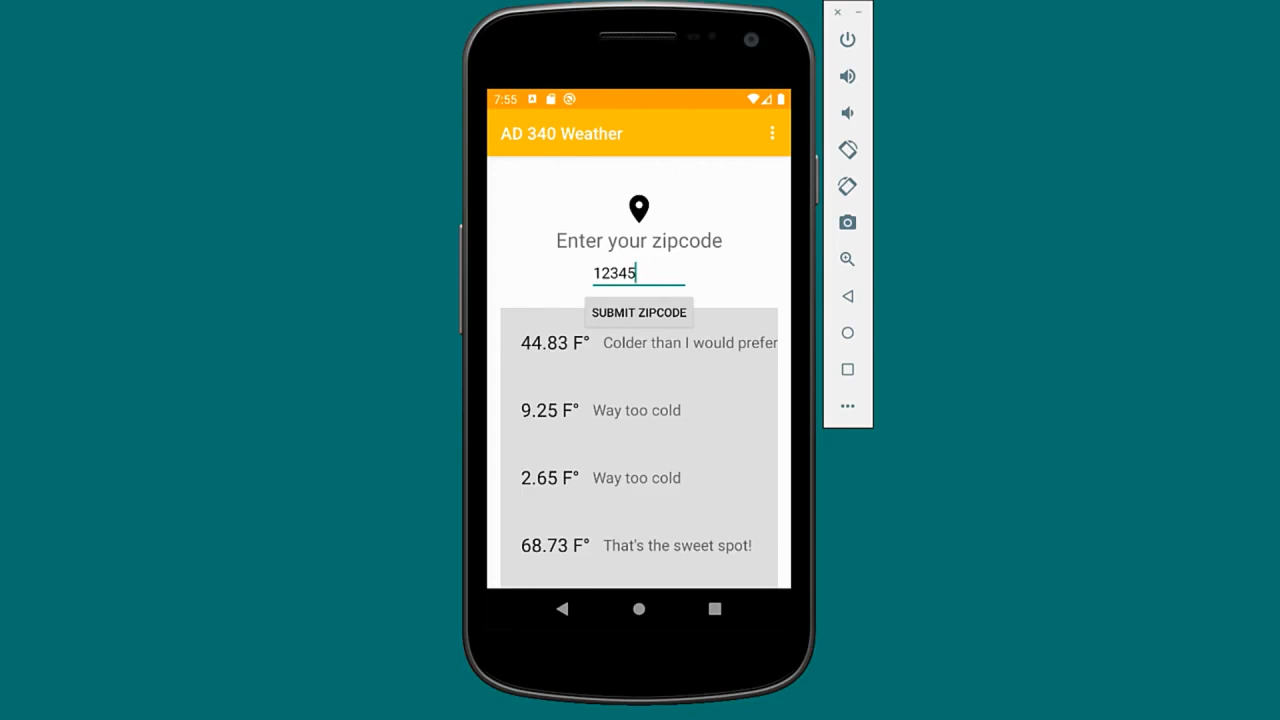 7:55
AD 340 Weather
Enter your zipcode
12345
SUBMIT ZIPCODE
44.83 F° Colder than I would prefer
9.25 F° Way too cold
2.65 F° Way too cold
68.73 F° That's the sweet spot!